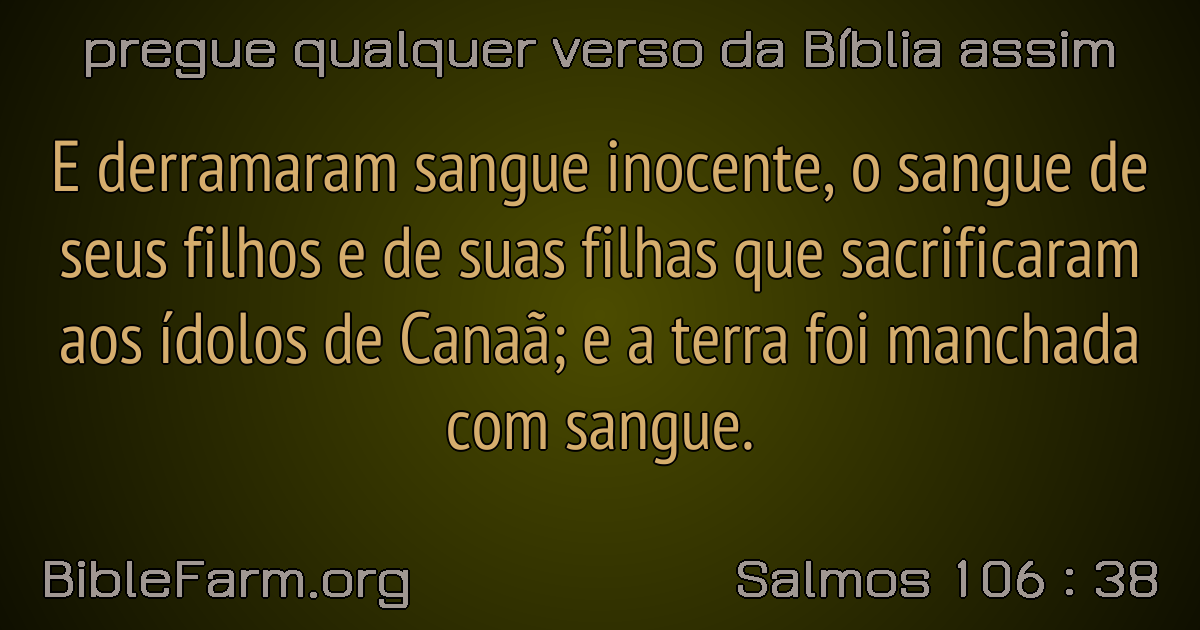 pregue qualquer verso da Bíblia assim
E derramaram sangue inocente, o sangue de
seus filhos e de suas filhas que sacrificaram
aos ídolos de Canaã; e a terra foi manchada
com sangue.
BibleFarm.org
Salmos 106 : 38